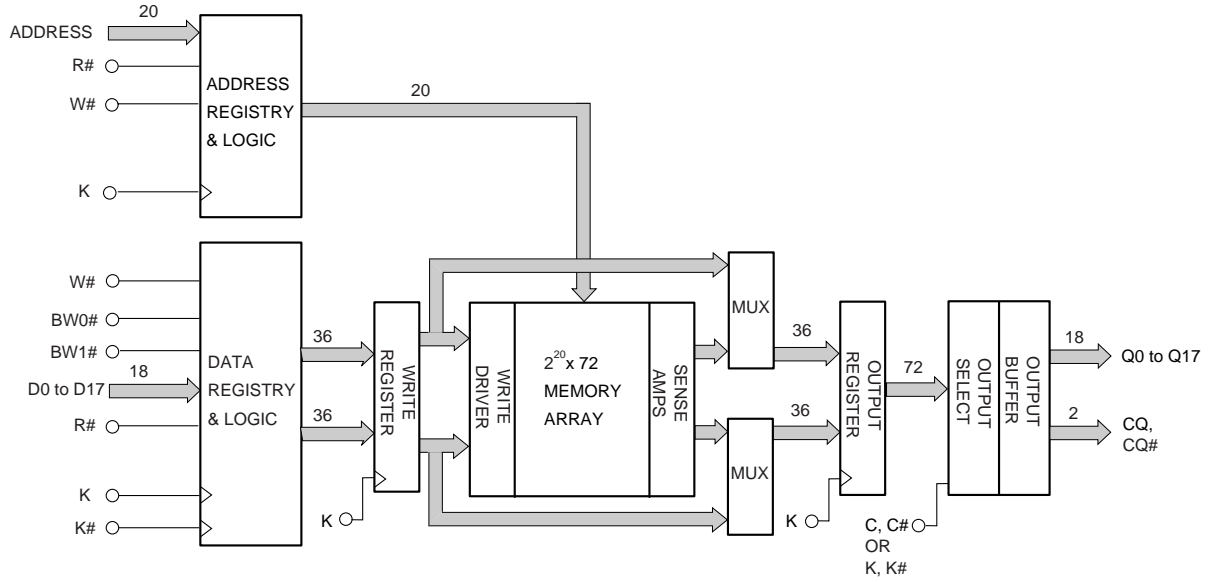 20
ADDRESS
R#
W#
K
ADDRESS
REGISTRY
& LOGIC
20
W#
BW0#
BW1#
18
D0 to D17
R#
K
K#
DATA
REGISTRY
& LOGIC
36
36
WRITE
REGISTER
K
WRITE
DRIVER
2^20 x 72
MEMORY
ARRAY
SENSE
AMPS
MUX
MUX
36
36
K
OUTPUT
REGISTER
72
OUTPUT
SELECT
OUTPUT
BUFFER
C, C#
OR
K, K#
18
Q0 to Q17
2
CQ,
CQ#